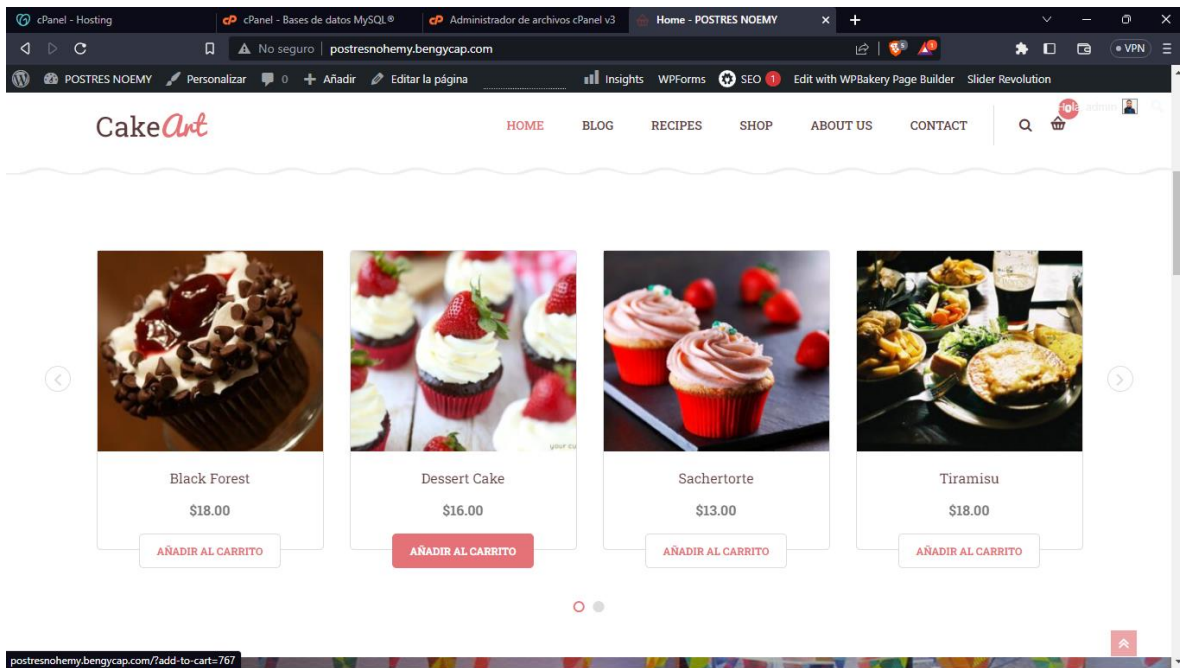 cPanel - Hosting
cPanel - Bases de datos MySQL®
Administrador de archivos cPanel v3
Home - POSTRES NOEMY
No seguro | postresnohemy.bengycap.com
VPN
POSTRES NOEMY Personalizar 0 Añadir Editar la página Insights WPForms SEO 1 Edit with WPBakery Page Builder Slider Revolution
Hola, admin
CakeArt
HOME BLOG RECIPES SHOP ABOUT US CONTACT
Black Forest
$18.00
AÑADIR AL CARRITO
Dessert Cake
$16.00
AÑADIR AL CARRITO
Sachertorte
$13.00
AÑADIR AL CARRITO
Tiramisu
$18.00
AÑADIR AL CARRITO
postresnohemy.bengycap.com/?add-to-cart=767